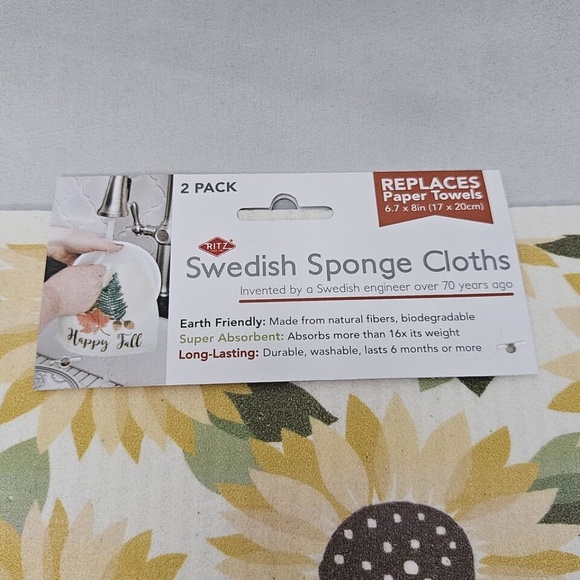 2 PACK
REPLACES
Paper Towels
6.7 x 8in (17 x 20cm)
RITZ
Swedish Sponge Cloths
Invented by a Swedish engineer over 70 years ago
Earth Friendly: Made from natural fibers, biodegradable
Super Absorbent: Absorbs more than 16x its weight
Long-Lasting: Durable, washable, lasts 6 months or more
Happy Fall